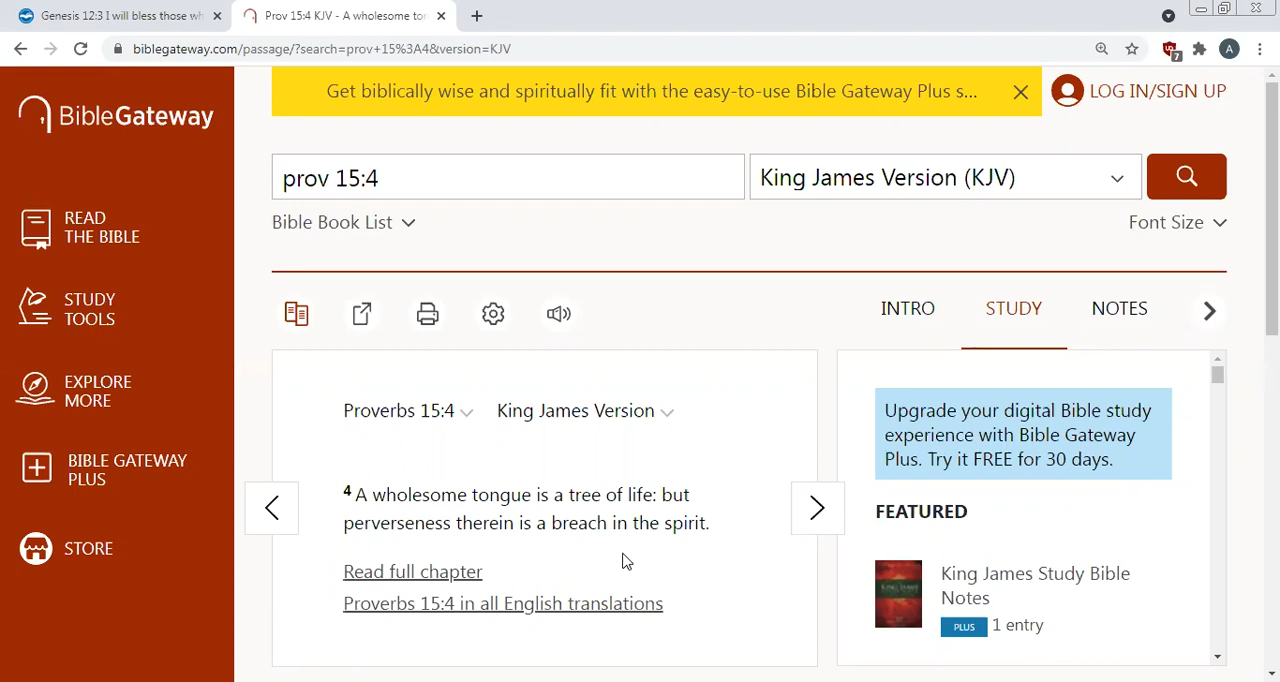 Genesis 12:3 I will bless those wh
Prov 15:4 KJV - A wholesome to
biblegateway.com/passage/?search=prov+15%3A4&version=KJV
7
A
BibleGateway
Get biblically wise and spiritually fit with the easy-to-use Bible Gateway Plus s...
LOG IN/SIGN UP
prov 15:4
King James Version (KJV)
Bible Book List
Font Size
READ
THE BIBLE
STUDY
TOOLS
EXPLORE
MORE
BIBLE GATEWAY
PLUS
STORE
INTRO
STUDY
NOTES
Proverbs 15:4
King James Version
4 A wholesome tongue is a tree of life: but
perverseness therein is a breach in the spirit.
Read full chapter
Proverbs 15:4 in all English translations
Upgrade your digital Bible study
experience with Bible Gateway
Plus. Try it FREE for 30 days.
FEATURED
King James Study Bible
Notes
PLUS 1 entry